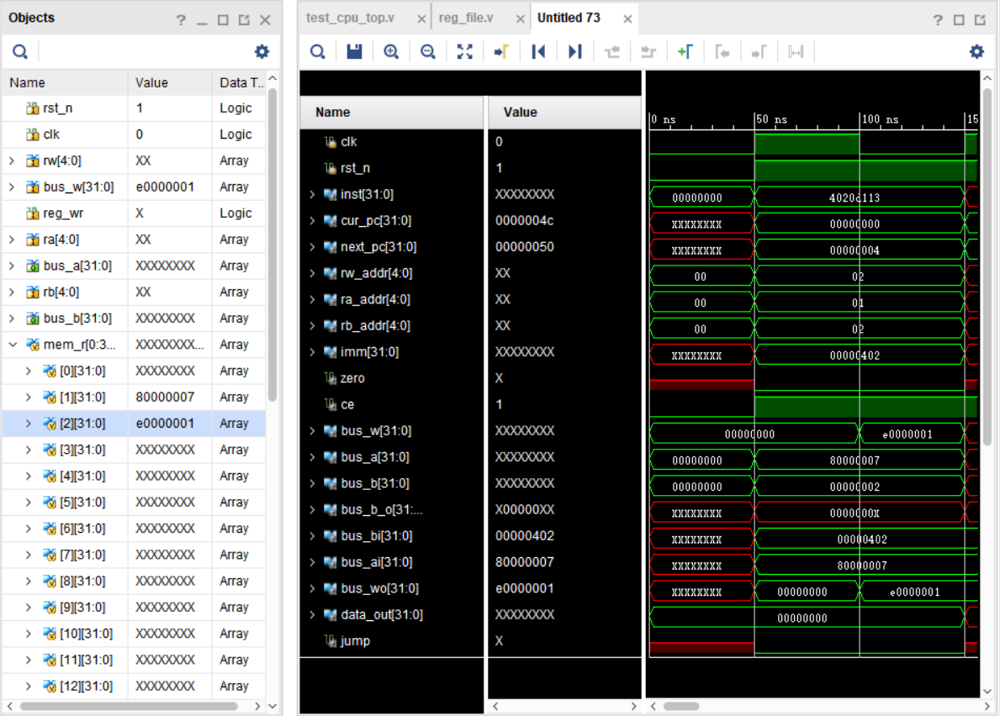 Objects
Name Value Data T..
rst_n 1 Logic
clk 0 Logic
rw[4:0] XX Array
bus_w[31:0] e0000001 Array
reg_wr X Logic
ra[4:0] XX Array
bus_a[31:0] XXXXXXXX Array
rb[4:0] XX Array
bus_b[31:0] XXXXXXXX Array
mem_r[0:3... XXXXXXXX... Array
[0][31:0] XXXXXXXX Array
[1][31:0] 80000007 Array
[2][31:0] e0000001 Array
[3][31:0] XXXXXXXX Array
[4][31:0] XXXXXXXX Array
[5][31:0] XXXXXXXX Array
[6][31:0] XXXXXXXX Array
[7][31:0] XXXXXXXX Array
[8][31:0] XXXXXXXX Array
[9][31:0] XXXXXXXX Array
[10][31:0] XXXXXXXX Array
[11][31:0] XXXXXXXX Array
[12][31:0] XXXXXXXX Array
test_cpu_top.v reg_file.v Untitled 73
Name Value
0 ns 50 ns 100 ns 15
clk 0
rst_n 1
inst[31:0] XXXXXXXX 00000000 4020d113
cur_pc[31:0] 0000004c XXXXXXXX 00000000
next_pc[31:0] 00000050 XXXXXXXX 00000004
rw_addr[4:0] XX 00 02
ra_addr[4:0] XX 00 01
rb_addr[4:0] XX 00 02
imm[31:0] XXXXXXXX XXXXXXXX 00000402
zero X
ce 1
bus_w[31:0] XXXXXXXX 00000000 e0000001
bus_a[31:0] XXXXXXXX 00000000 80000007
bus_b[31:0] XXXXXXXX 00000000 00000002
bus_b_o[31:... X00000XX XXXXXXXX 0000000X
bus_bi[31:0] 00000402 XXXXXXXX 00000402
bus_ai[31:0] 80000007 XXXXXXXX 80000007
bus_wo[31:0] e0000001 XXXXXXXX 00000000 e0000001
data_out[31:0] XXXXXXXX 00000000
jump X